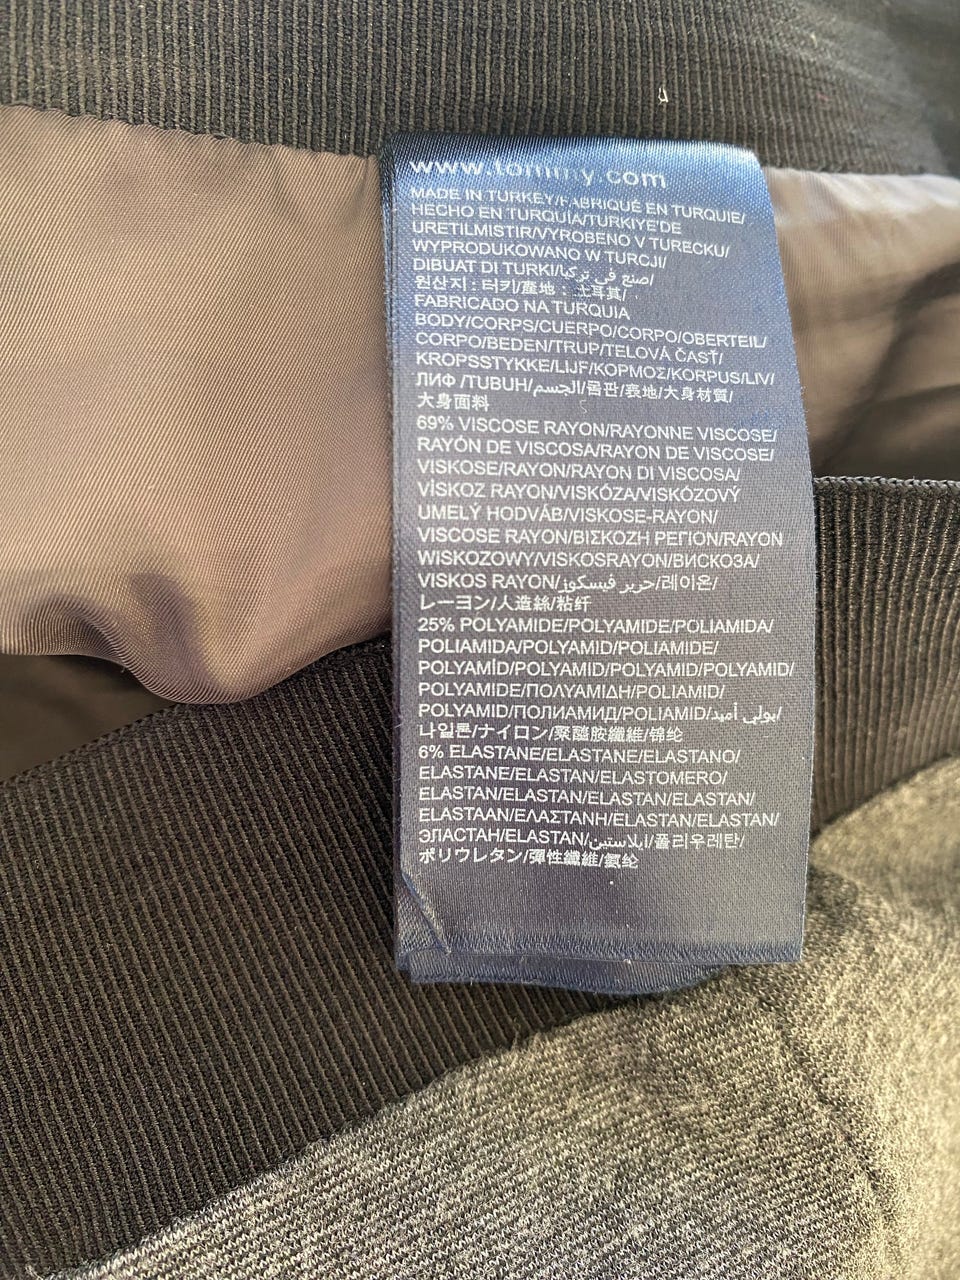 www.tommy.com
MADE IN TURKEY/FABRIQUÉ EN TURQUIE/
HECHO EN TURQUÍA/TURKIYE'DE
URETILMISTIR/VYROBENO V TURECKU/
WYPRODUKOWANO W TURCJI/
DIBUAT DI TURKI/صنع في تركيا/
원산지 : 터키/産地 : 土耳其/
FABRICADO NA TURQUIA
BODY/CORPS/CUERPO/CORPO/OBERTEIL/
CORPO/BEDEN/TRUP/TELOVÁ ČASŤ/
KROPSSTYKKE/LIJF/ΚΟΡΜΟΣ/KORPUS/LIV/
ЛИФ /TUBUH/الجسم/몸판/表地/大身材質/
大身面料
69% VISCOSE RAYON/RAYONNE VISCOSE/
RAYÓN DE VISCOSA/RAYON DE VISCOSE/
VISKOSE/RAYON/RAYON DI VISCOSA/
VİSKOZ RAYON/VISKÓZA/VISKÓZOVÝ
UMELÝ HODVÁB/VISKOSE-RAYON/
VISCOSE RAYON/ΒΙΣΚΟΖΗ ΡΕΓΙΟΝ/RAYON
WISKOZOWY/VISKOSRAYON/ВИСКОЗА/
VISKOS RAYON/حرير فيسكوز/레이온/
レーヨン/人造絲/粘纤
25% POLYAMIDE/POLYAMIDE/POLIAMIDA/
POLIAMIDA/POLYAMID/POLIAMIDE/
POLYAMİD/POLYAMID/POLYAMID/POLYAMID/
POLYAMIDE/ΠΟΛΥΑΜΙΔΗ/POLIAMID/
POLYAMID/ПОЛИАМИД/POLIAMID/بولي أميد/
나일론/ナイロン/聚醯胺纖維/锦纶
6% ELASTANE/ELASTANE/ELASTANO/
ELASTANE/ELASTAN/ELASTOMERO/
ELASTAN/ELASTAN/ELASTAN/ELASTAN/
ELASTAAN/ΕΛΑΣΤΑΝΗ/ELASTAN/ELASTAN/
ЭЛАСТАН/ELASTAN/ايلاستين/폴리우레탄/
ポリウレタン/彈性纖維/氨纶